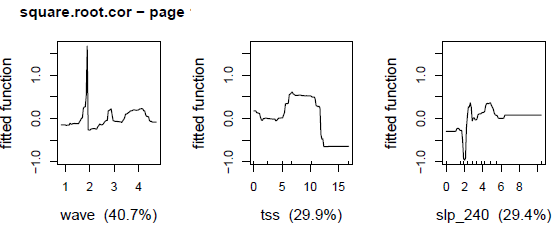 square.root.cor − page
fitted function
1.0
0.0
−1.0
1 2 3 4
wave (40.7%)
fitted function
1.0
0.0
−1.0
0 5 10 15
tss (29.9%)
fitted function
1.0
0.0
−1.0
0 2 4 6 8
slp_240 (29.4%)